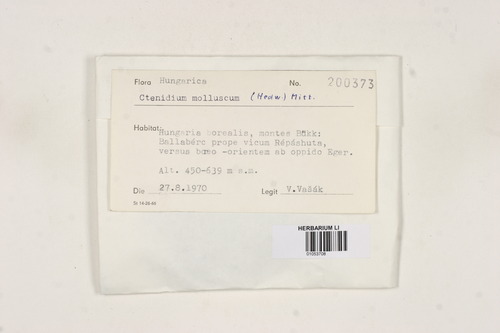 Flora Hungarica No. 200373
Ctenidium molluscum (Hedw.) Mitt.
Habitat:
Hungaria borealis, montes Bükk:
Ballabérc prope vicum Répáshuta,
versus boreo -orientem ab oppido Eger.
Alt. 450-639 m s.m.
Die 27.8.1970 Legit V.Vašák
HERBARIUM LI
01053708